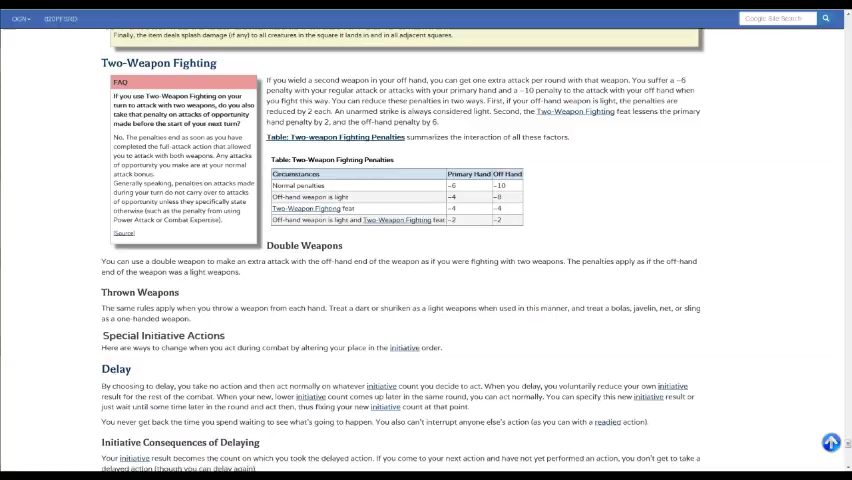 OGN
D20PFSRD
Google Site Search
Finally, the item deals splash damage (if any) to all creatures in the square it lands in and in all adjacent squares.
Two-Weapon Fighting
FAQ
If you use Two-Weapon Fighting on your
turn to attack with two weapons, do you also
take that penalty on attacks of opportunity
made before the start of your next turn?
No. The penalties end as soon as you have
completed the full-attack action that allowed
you to attack with both weapons. Any attacks
of opportunity you make are at your normal
attack bonus.
Generally speaking, penalties on attacks made
during your turn do not carry over to attacks
of opportunity unless they specifically state
otherwise (such as the penalty from using
Power Attack or Combat Expertise).
[Source]
If you wield a second weapon in your off hand, you can get one extra attack per round with that weapon. You suffer a –6
penalty with your regular attack or attacks with your primary hand and a –10 penalty to the attack with your off hand when
you fight this way. You can reduce these penalties in two ways. First, if your off-hand weapon is light, the penalties are
reduced by 2 each. An unarmed strike is always considered light. Second, the Two-Weapon Fighting feat lessens the primary
hand penalty by 2, and the off-hand penalty by 6.
Table: Two-weapon Fighting Penalties summarizes the interaction of all these factors.
Table: Two-Weapon Fighting Penalties
Circumstances Primary Hand Off Hand
Normal penalties –6 –10
Off-hand weapon is light –4 –8
Two-Weapon Fighting feat –4 –4
Off-hand weapon is light and Two-Weapon Fighting feat –2 –2
Double Weapons
You can use a double weapon to make an extra attack with the off-hand end of the weapon as if you were fighting with two weapons. The penalties apply as if the off-hand
end of the weapon was a light weapons.
Thrown Weapons
The same rules apply when you throw a weapon from each hand. Treat a dart or shuriken as a light weapons when used in this manner, and treat a bolas, javelin, net, or sling
as a one-handed weapon.
Special Initiative Actions
Here are ways to change when you act during combat by altering your place in the initiative order.
Delay
By choosing to delay, you take no action and then act normally on whatever initiative count you decide to act. When you delay, you voluntarily reduce your own initiative
result for the rest of the combat. When your new, lower initiative count comes up later in the same round, you can act normally. You can specify this new initiative result or
just wait until some time later in the round and act then, thus fixing your new initiative count at that point.
You never get back the time you spend waiting to see what's going to happen. You also can't interrupt anyone else's action (as you can with a readied action).
Initiative Consequences of Delaying
Your initiative result becomes the count on which you took the delayed action. If you come to your next action and have not yet performed an action, you don't get to take a
delayed action (though you can delay again).